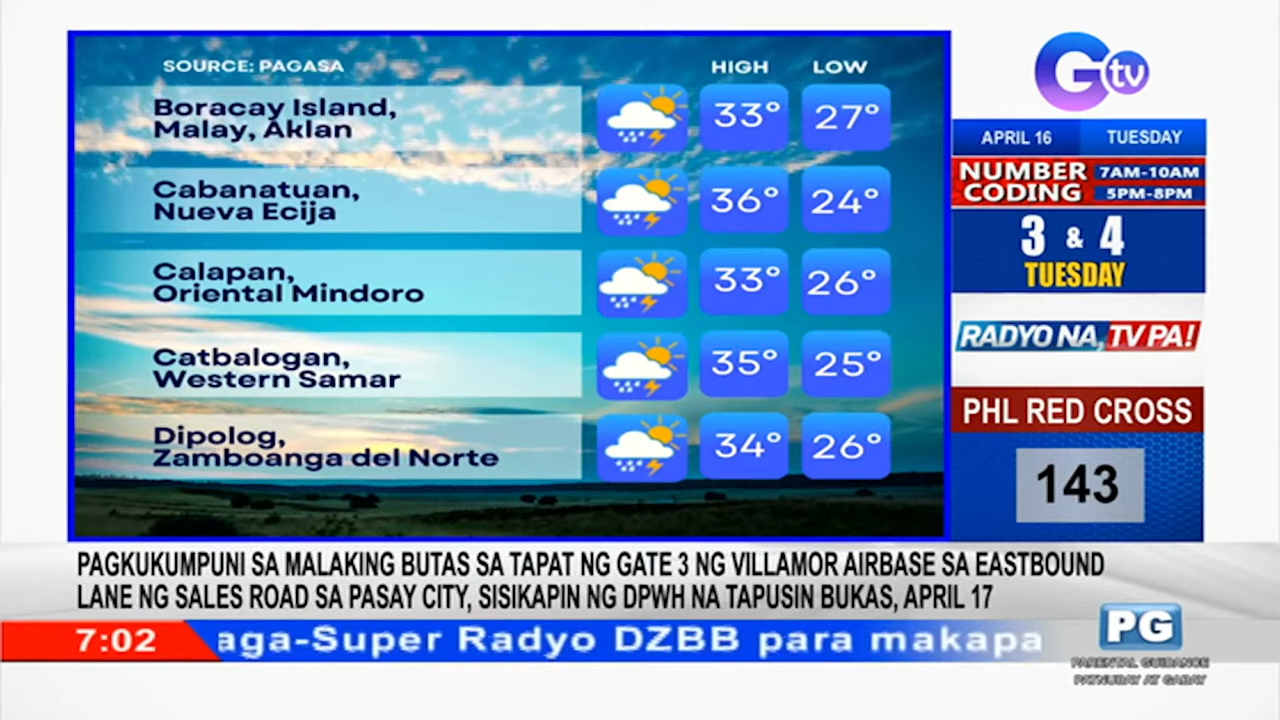 SOURCE: PAGASA
HIGH LOW
Boracay Island,
Malay, Aklan
33° 27°
Cabanatuan,
Nueva Ecija
36° 24°
Calapan,
Oriental Mindoro
33° 26°
Catbalogan,
Western Samar
35° 25°
Dipolog,
Zamboanga del Norte
34° 26°
Gtv
APRIL 16 TUESDAY
NUMBER CODING
7AM-10AM
5PM-8PM
3 & 4
TUESDAY
RADYO NA, TV PA!
PHL RED CROSS
143
PAGKUKUMPUNI SA MALAKING BUTAS SA TAPAT NG GATE 3 NG VILLAMOR AIRBASE SA EASTBOUND
LANE NG SALES ROAD SA PASAY CITY, SISIKAPIN NG DPWH NA TAPUSIN BUKAS, APRIL 17
7:02 aga-Super Radyo DZBB para makapa
PG
PARENTAL GUIDANCE
PATNUBAY AT GABAY